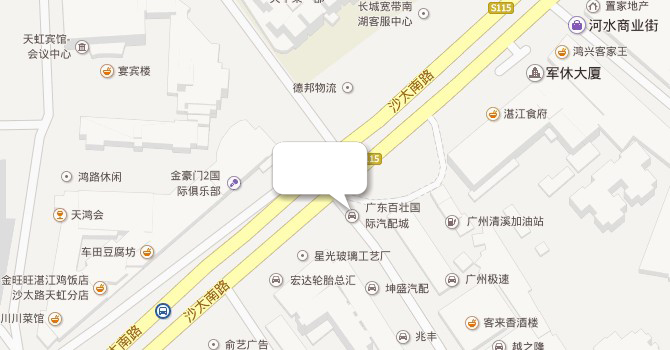 长城宽带南
湖客服中心
S115
置家地产
河水商业街
天虹宾馆-
会议中心
宴宾楼
鸿兴客家王
军休大厦
德邦物流
沙太南路
湛江食府
115
鸿路休闲
金豪门2国
际俱乐部
天鸿会
广东百壮国
际汽配城
广州清溪加油站
车田豆腐坊
星光玻璃工艺厂
金旺旺湛江鸡饭店
沙太路天虹分店
宏达轮胎总汇
坤盛汽配
广州极速
沙太南路
川川菜馆
太南路
客来香酒楼
兆丰
俞艺广告
越之隆